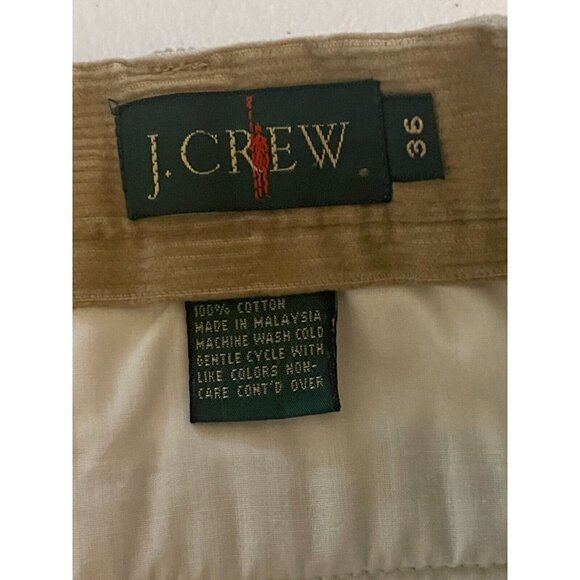 J.CREW
36
100% COTTON
MADE IN MALAYSIA
MACHINE WASH COLD
GENTLE CYCLE WITH
LIKE COLORS NON-
CARE CONT'D OVER